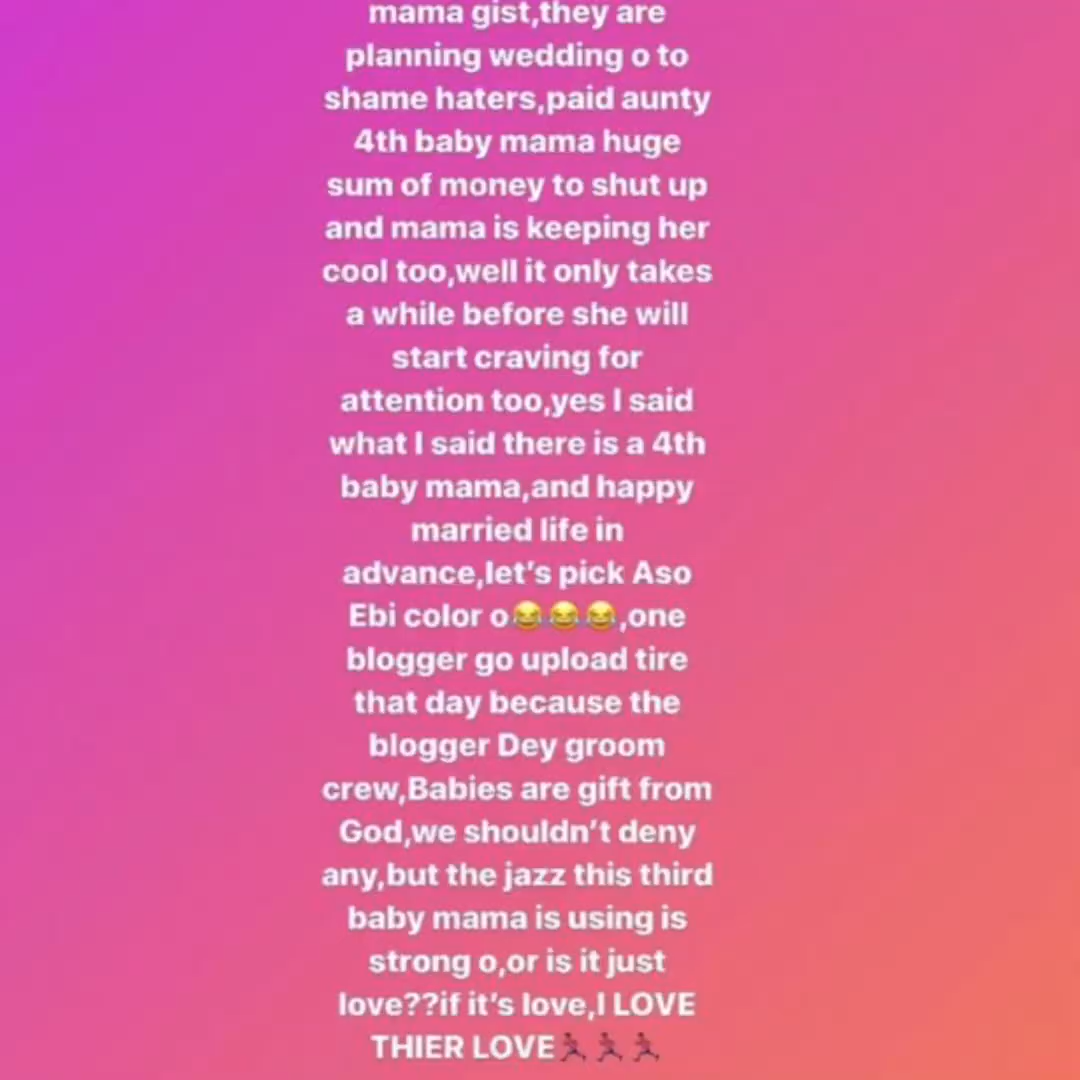 mama gist,they are
planning wedding o to
shame haters,paid aunty
4th baby mama huge
sum of money to shut up
and mama is keeping her
cool too,well it only takes
a while before she will
start craving for
attention too,yes I said
what I said there is a 4th
baby mama,and happy
married life in
advance,let's pick Aso
Ebi color o😂😂😂,one
blogger go upload tire
that day because the
blogger Dey groom
crew,Babies are gift from
God,we shouldn't deny
any,but the jazz this third
baby mama is using is
strong o,or is it just
love??if it's love,I LOVE
THIER LOVE🏃🏃🏃